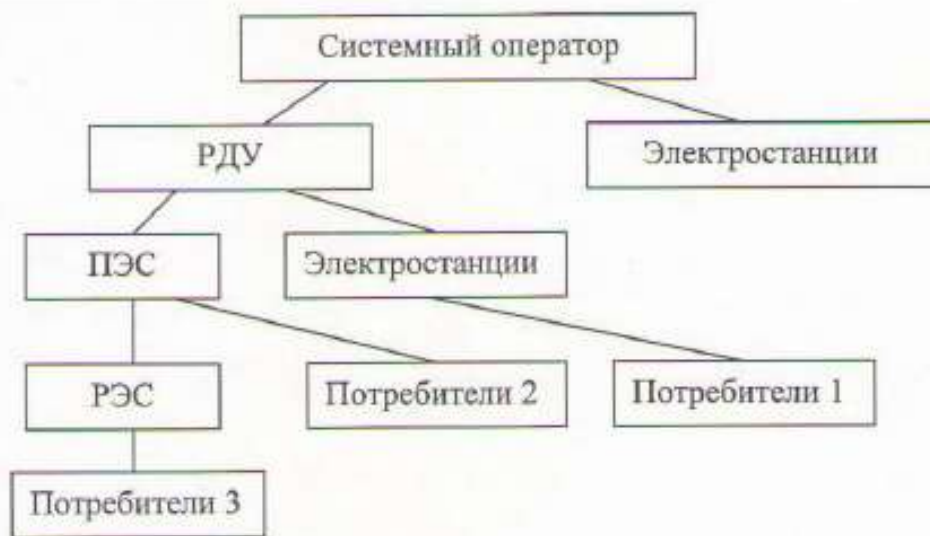 Системный оператор
РДУ
Электростанции
ПЭС
Электростанции
РЭС
Потребители 2
Потребители 1
Потребители 3